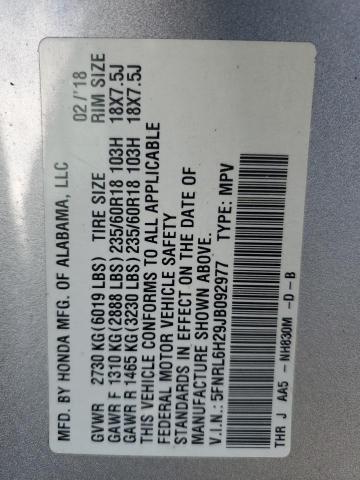 MFD. BY HONDA MFG. OF ALABAMA, LLC 02/'18
GVWR 2730 KG(6019 LBS) TIRE SIZE RIM SIZE
GAWR F 1310 KG(2888 LBS) 235/60R18 103H 18X7.5J
GAWR R 1465 KG(3230 LBS) 235/60R18 103H 18X7.5J
THIS VEHICLE CONFORMS TO ALL APPLICABLE
FEDERAL MOTOR VEHICLE SAFETY
STANDARDS IN EFFECT ON THE DATE OF
MANUFACTURE SHOWN ABOVE.
V.I.N.: 5FNRL6H29JB092977 TYPE: MPV
THR J AA5 - NH830M -D-B